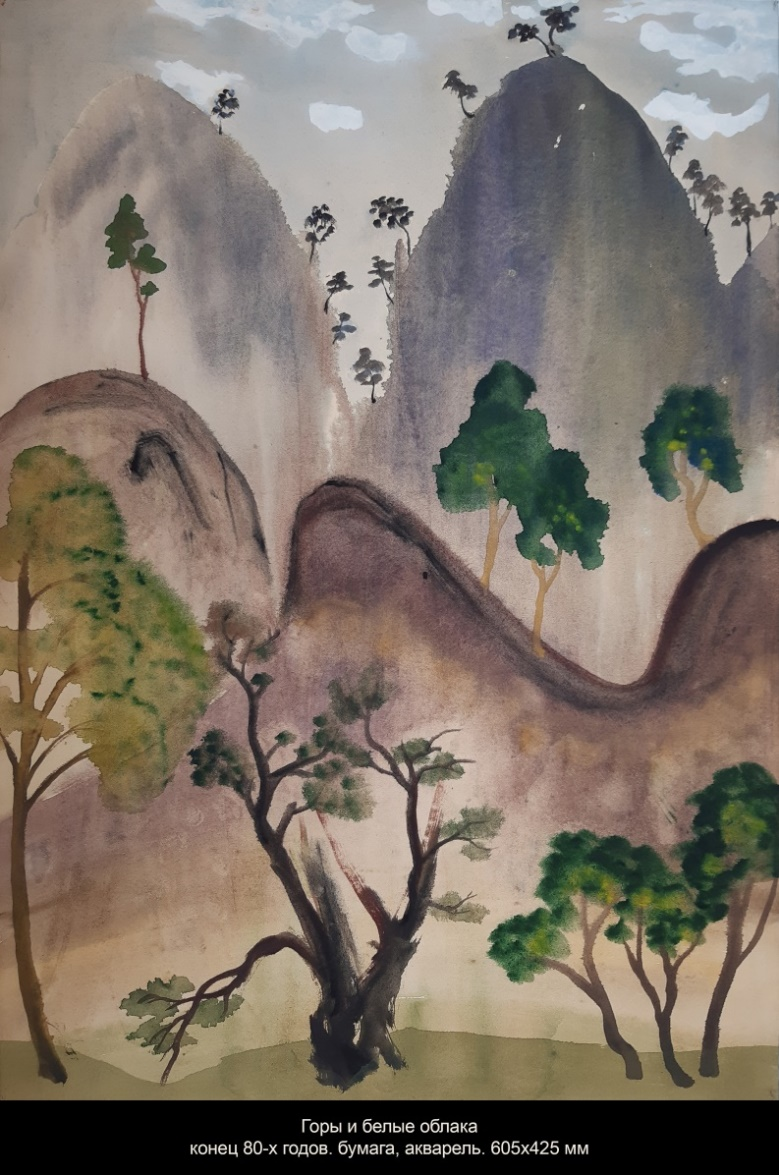 Горы и белые облака
конец 80-х годов. бумага, акварель. 605х425 мм